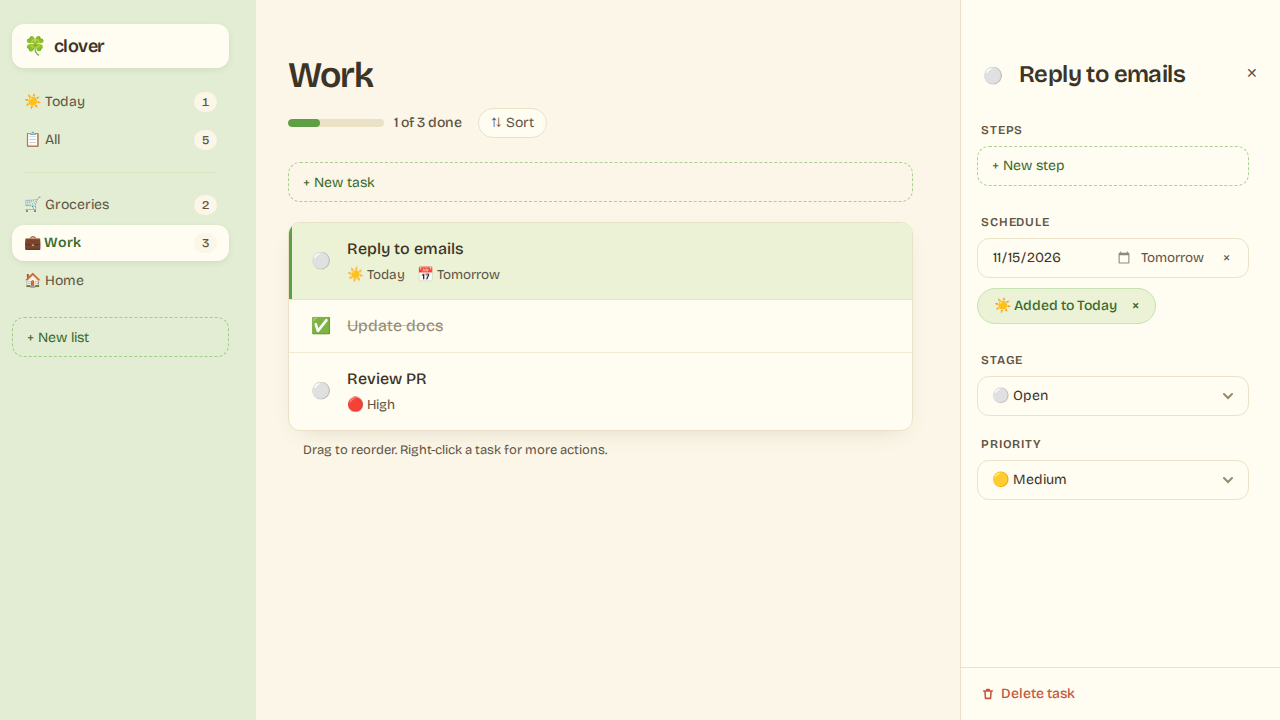 clover
Today 1
All 5
Groceries 2
Work 3
Home
+ New list
Work
1 of 3 done
Sort
+ New task
Reply to emails
Today Tomorrow
Update docs
Review PR
High
Drag to reorder. Right-click a task for more actions.
Reply to emails
×
STEPS
+ New step
SCHEDULE
11/15/2026 Tomorrow ×
Added to Today ×
STAGE
Open
PRIORITY
Medium
Delete task